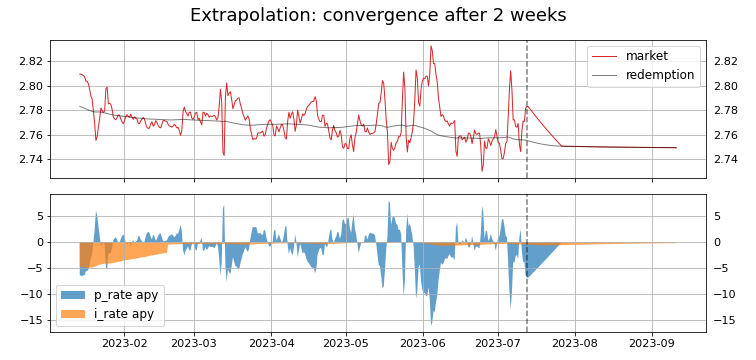 Extrapolation: convergence after 2 weeks
2.82 2.82
2.80 2.80
2.78 2.78
2.76 2.76
2.74 2.74
market
redemption
5 5
0 0
−5 −5
−10 −10
−15 −15
p_rate apy
i_rate apy
2023-02 2023-03 2023-04 2023-05 2023-06 2023-07 2023-08 2023-09